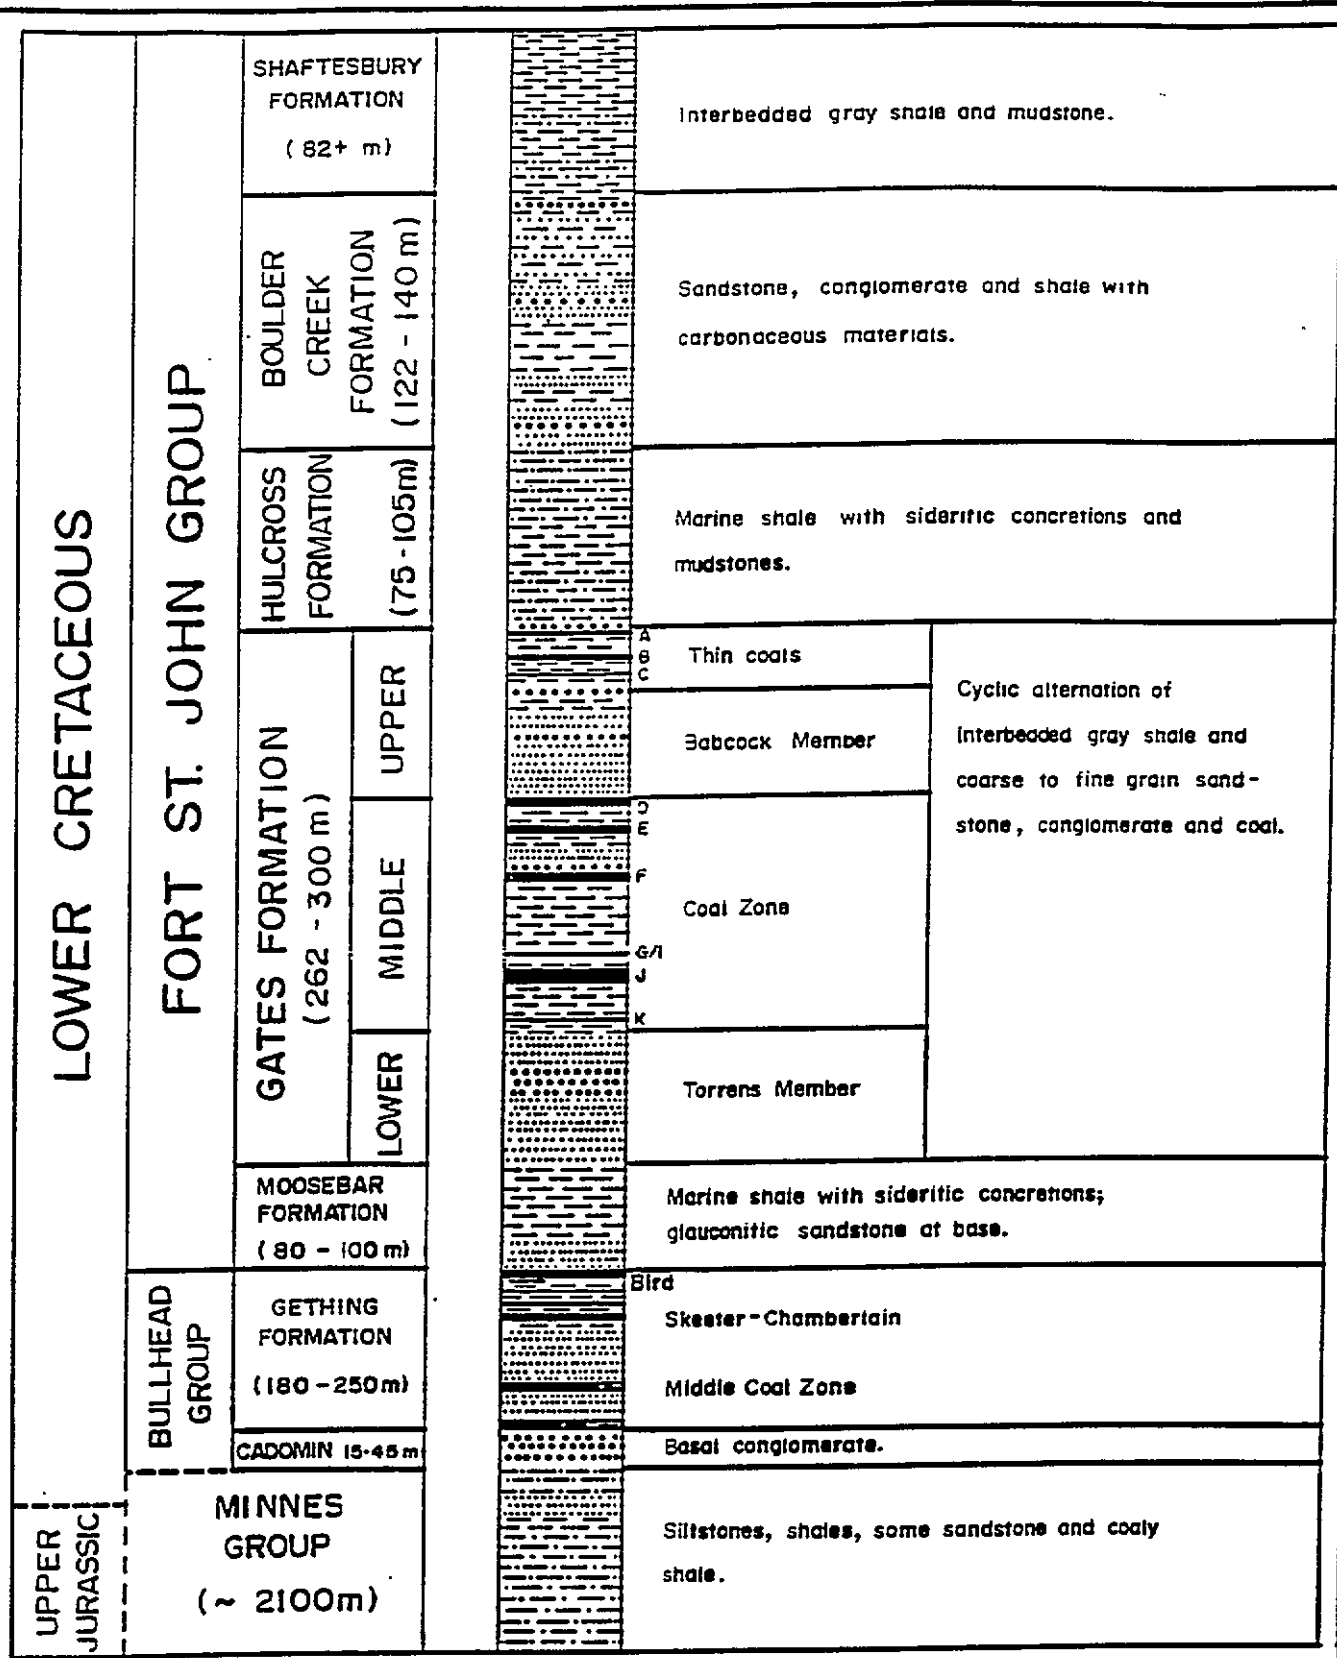 LOWER CRETACEOUS
UPPER
JURASSIC
FORT ST. JOHN GROUP
BULLHEAD
GROUP
SHAFTESBURY
FORMATION
( 82+ m)
Interbedded gray shale and mudstone.
BOULDER
CREEK
FORMATION
(122 - 140 m)
Sandstone, conglomerate and shale with
carbonaceous materials.
HULCROSS
FORMATION
(75 - 105m)
Marine shale with sideritic concretions and
mudstones.
GATES FORMATION
(262 - 300 m)
UPPER
A
B
C
Thin coals
Babcock Member
MIDDLE
D
E
F
G/I
J
K
Coal Zone
LOWER
Torrens Member
Cyclic alternation of
interbedded gray shale and
coarse to fine grain sand-
stone, conglomerate and coal.
MOOSEBAR
FORMATION
( 80 - 100 m)
Marine shale with sideritic concretions;
glauconitic sandstone at base.
GETHING
FORMATION
(180 - 250m)
Bird
Skeeter-Chamberlain
Middle Coal Zone
CADOMIN 15-45 m
Basal conglomerate.
MINNES
GROUP
(~ 2100m)
Siltstones, shales, some sandstone and coaly
shale.